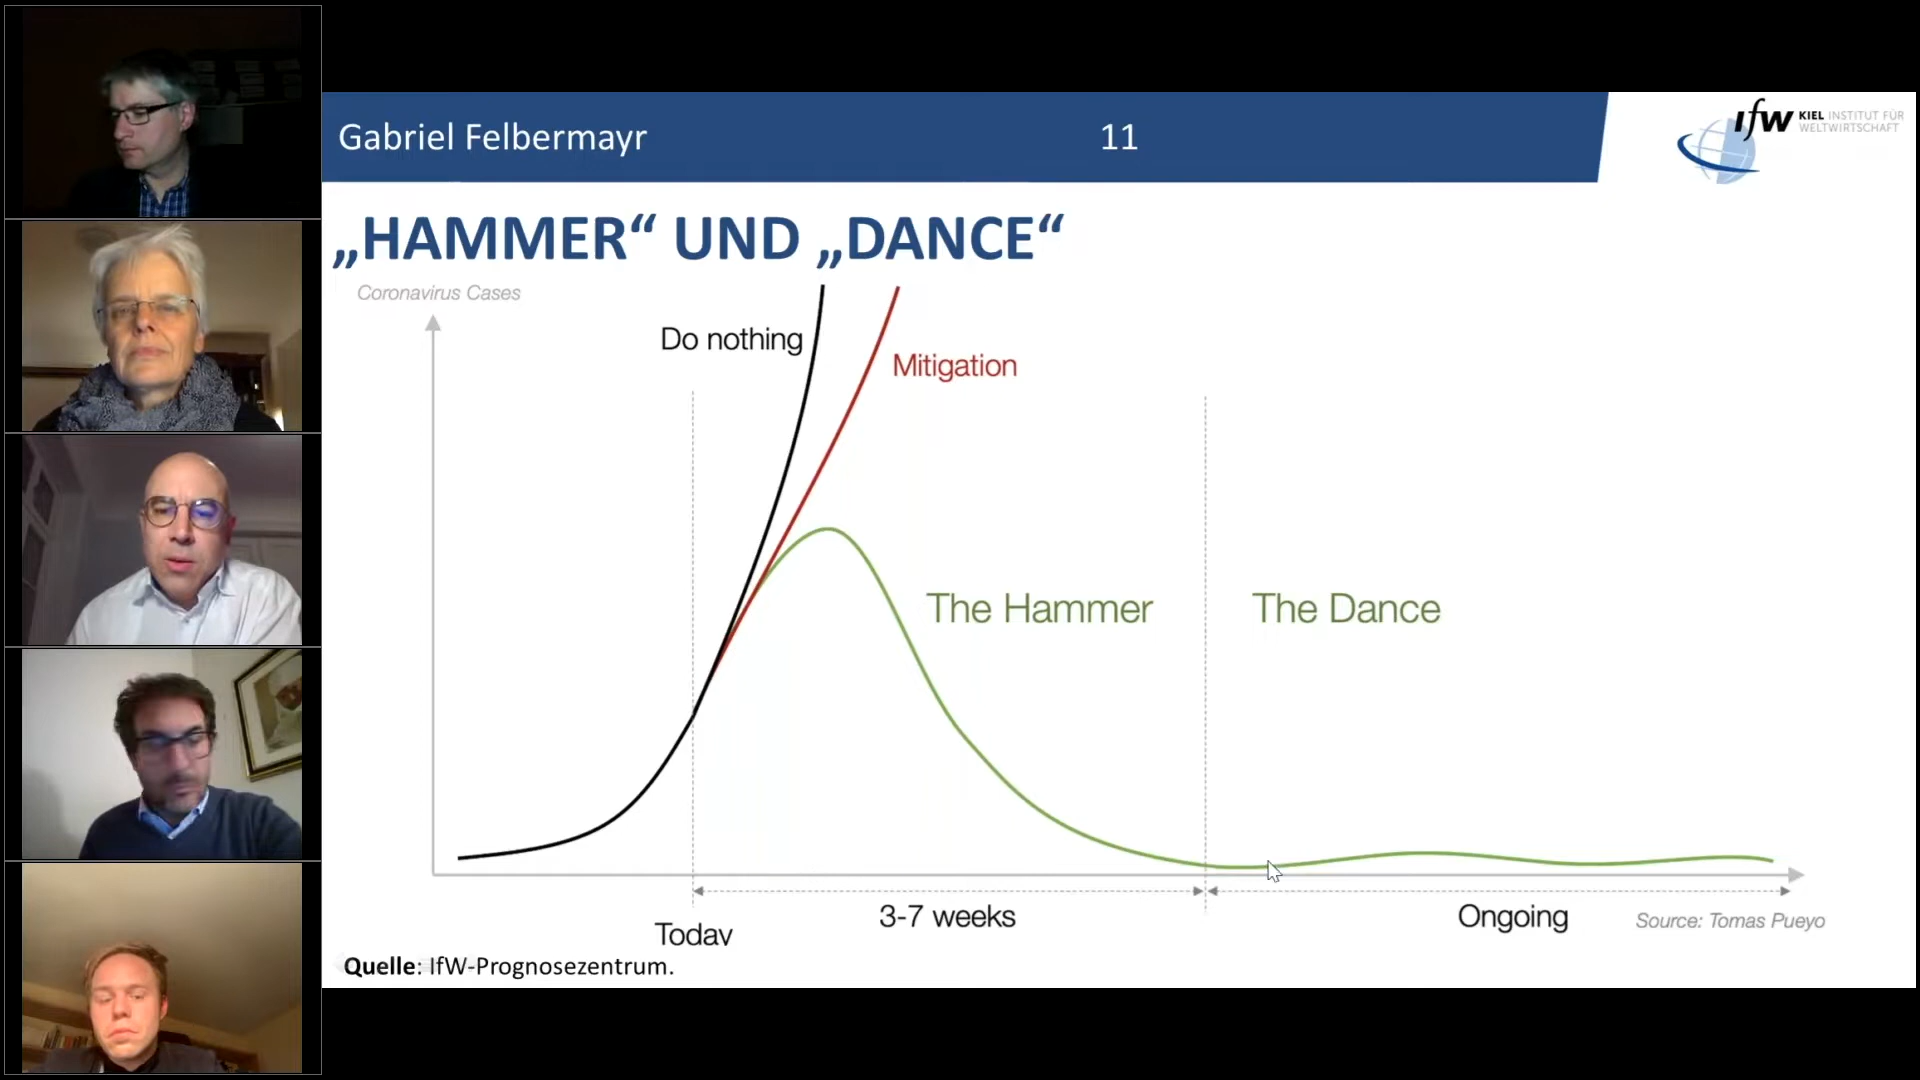 Gabriel Felbermayr
11
IfW KIEL INSTITUT FÜR
WELTWIRTSCHAFT
„HAMMER“ UND „DANCE“
Coronavirus Cases
Do nothing
Mitigation
The Hammer
The Dance
3-7 weeks
Ongoing
Source: Tomas Pueyo
Today
Quelle: IfW-Prognosezentrum.